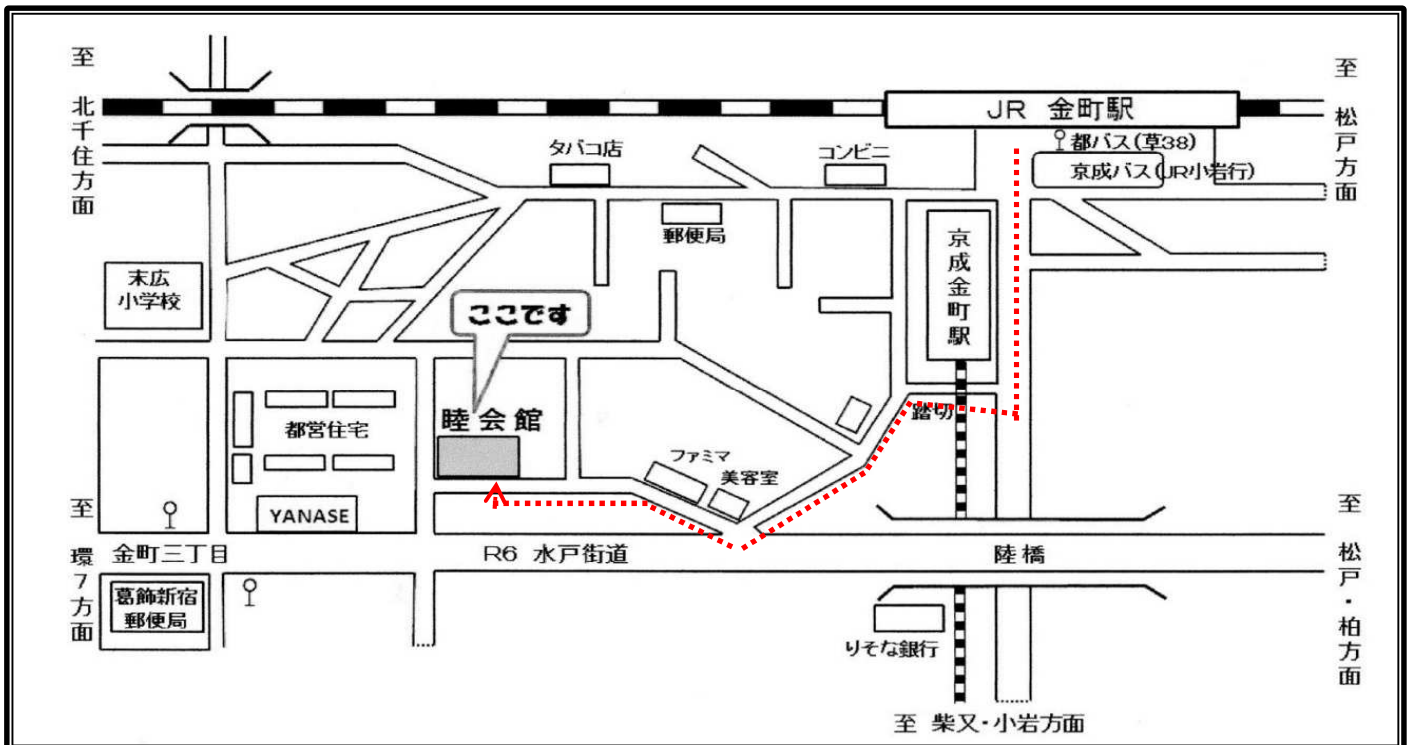 至 北千住方面
JR 金町駅
至 松戸方面
都バス(草38)
京成バス(JR小岩行)
タバコ店
コンビニ
郵便局
京成金町駅
末広
小学校
ここです
睦会館
都営住宅
踏切
ファミマ
美容室
YANASE
至 環7方面
金町三丁目
R6 水戸街道
陸橋
至 松戸・柏方面
葛飾新宿
郵便局
りそな銀行
至 柴又・小岩方面